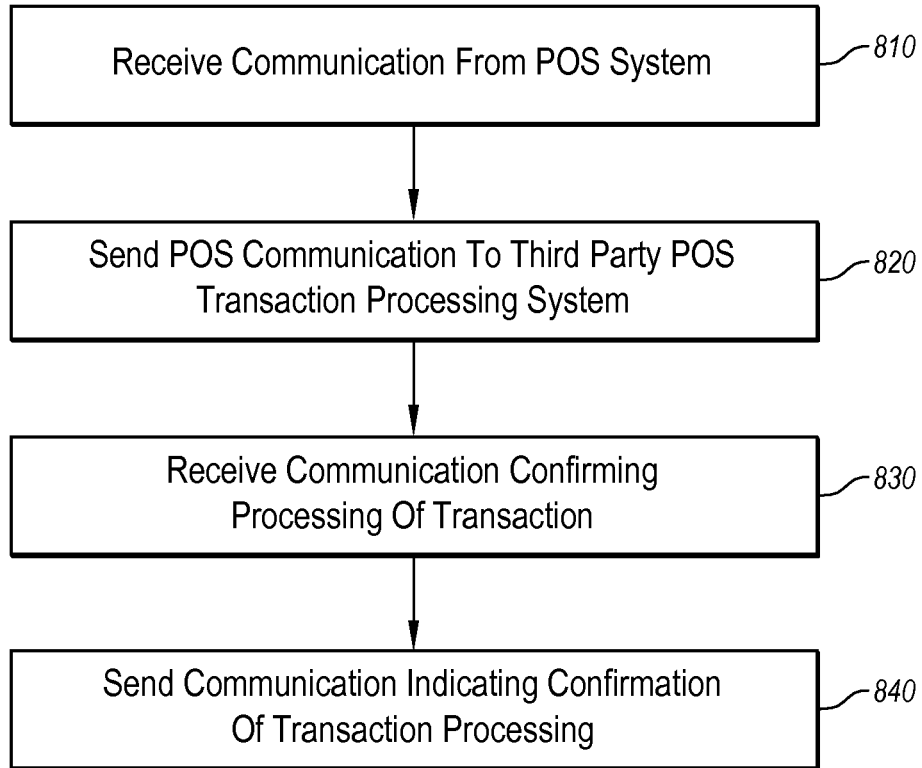 Receive Communication From POS System
810
Send POS Communication To Third Party POS
Transaction Processing System
820
Receive Communication Confirming
Processing Of Transaction
830
Send Communication Indicating Confirmation
Of Transaction Processing
840